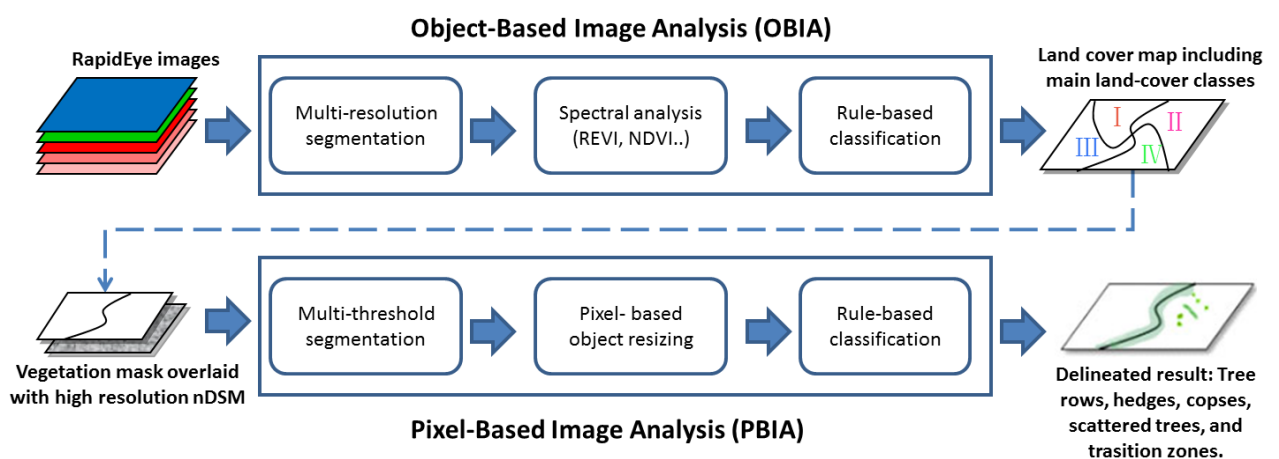 Object-Based Image Analysis (OBIA)
RapidEye images
Multi-resolution
segmentation
Spectral analysis
(REVI, NDVI..)
Rule-based
classification
Land cover map including
main land-cover classes
I
II
III
IV
Vegetation mask overlaid
with high resolution nDSM
Multi-threshold
segmentation
Pixel- based
object resizing
Rule-based
classification
Delineated result: Tree
rows, hedges, copses,
scattered trees, and
trasition zones.
Pixel-Based Image Analysis (PBIA)